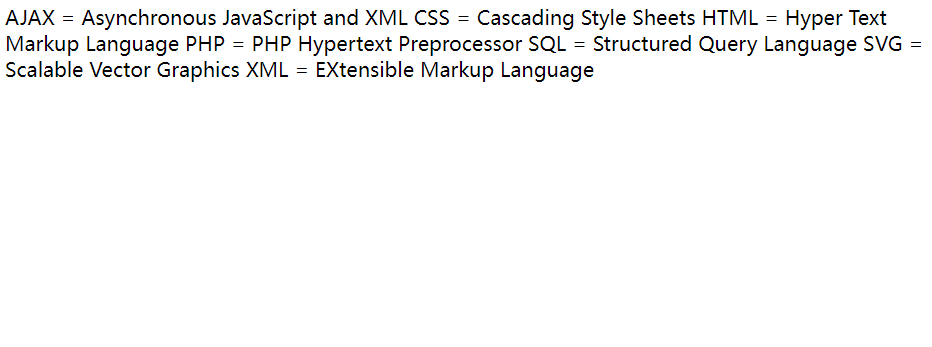 AJAX = Asynchronous JavaScript and XML CSS = Cascading Style Sheets HTML = Hyper Text
Markup Language PHP = PHP Hypertext Preprocessor SQL = Structured Query Language SVG =
Scalable Vector Graphics XML = EXtensible Markup Language